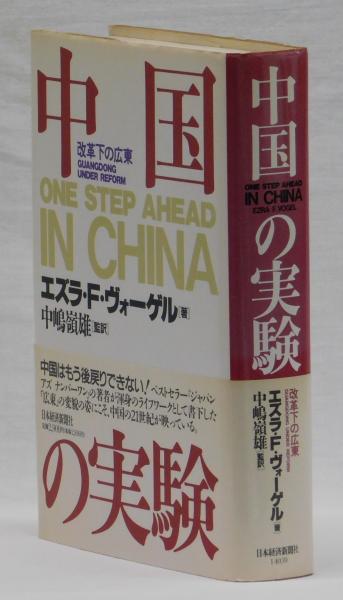 中国
改革下の広東
GUANGDONG
UNDER REFORM
ONE STEP AHEAD
IN CHINA
エズラ・F・ヴォーゲル[著]
中嶋嶺雄[監訳]
中国はもう後戻りできない!ベストセラー『ジャパン
アズ ナンバーワン』の著者が渾身のライフワークとして書下した
「広東」の変貌の姿にこそ、中国の21世紀が映っている。
日本経済新聞社
の実験
中国の実験
ONE STEP AHEAD
IN CHINA
EZRA F. VOGEL
改革下の広東
GUANGDONG UNDER REFORM
エズラ・F・ヴォーゲル 著
中嶋嶺雄[監訳]
日本経済新聞社